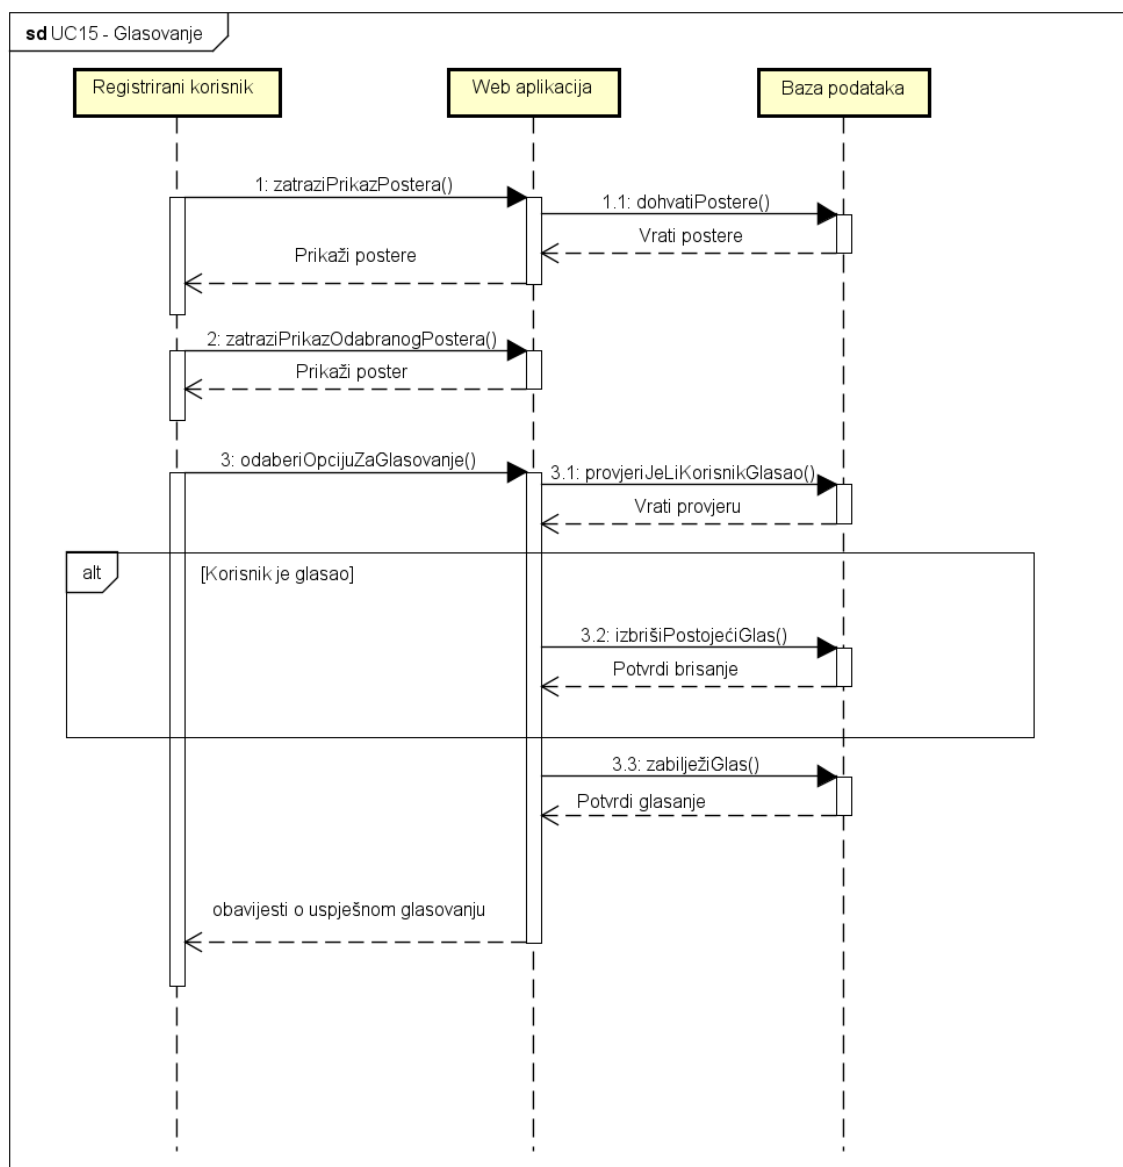 sd UC15 - Glasovanje
Registrirani korisnik
Web aplikacija
Baza podataka
1: zatraziPrikazPostera()
1.1: dohvatiPostere()
Vrati postere
Prikaži postere
2: zatraziPrikazOdabranogPostera()
Prikaži poster
3: odaberiOpcijuZaGlasovanje()
3.1: provjeriJeLiKorisnikGlasao()
Vrati provjeru
alt
[Korisnik je glasao]
3.2: izbrišiPostojećiGlas()
Potvrdi brisanje
3.3: zabilježiGlas()
Potvrdi glasanje
obavijesti o uspješnom glasovanju